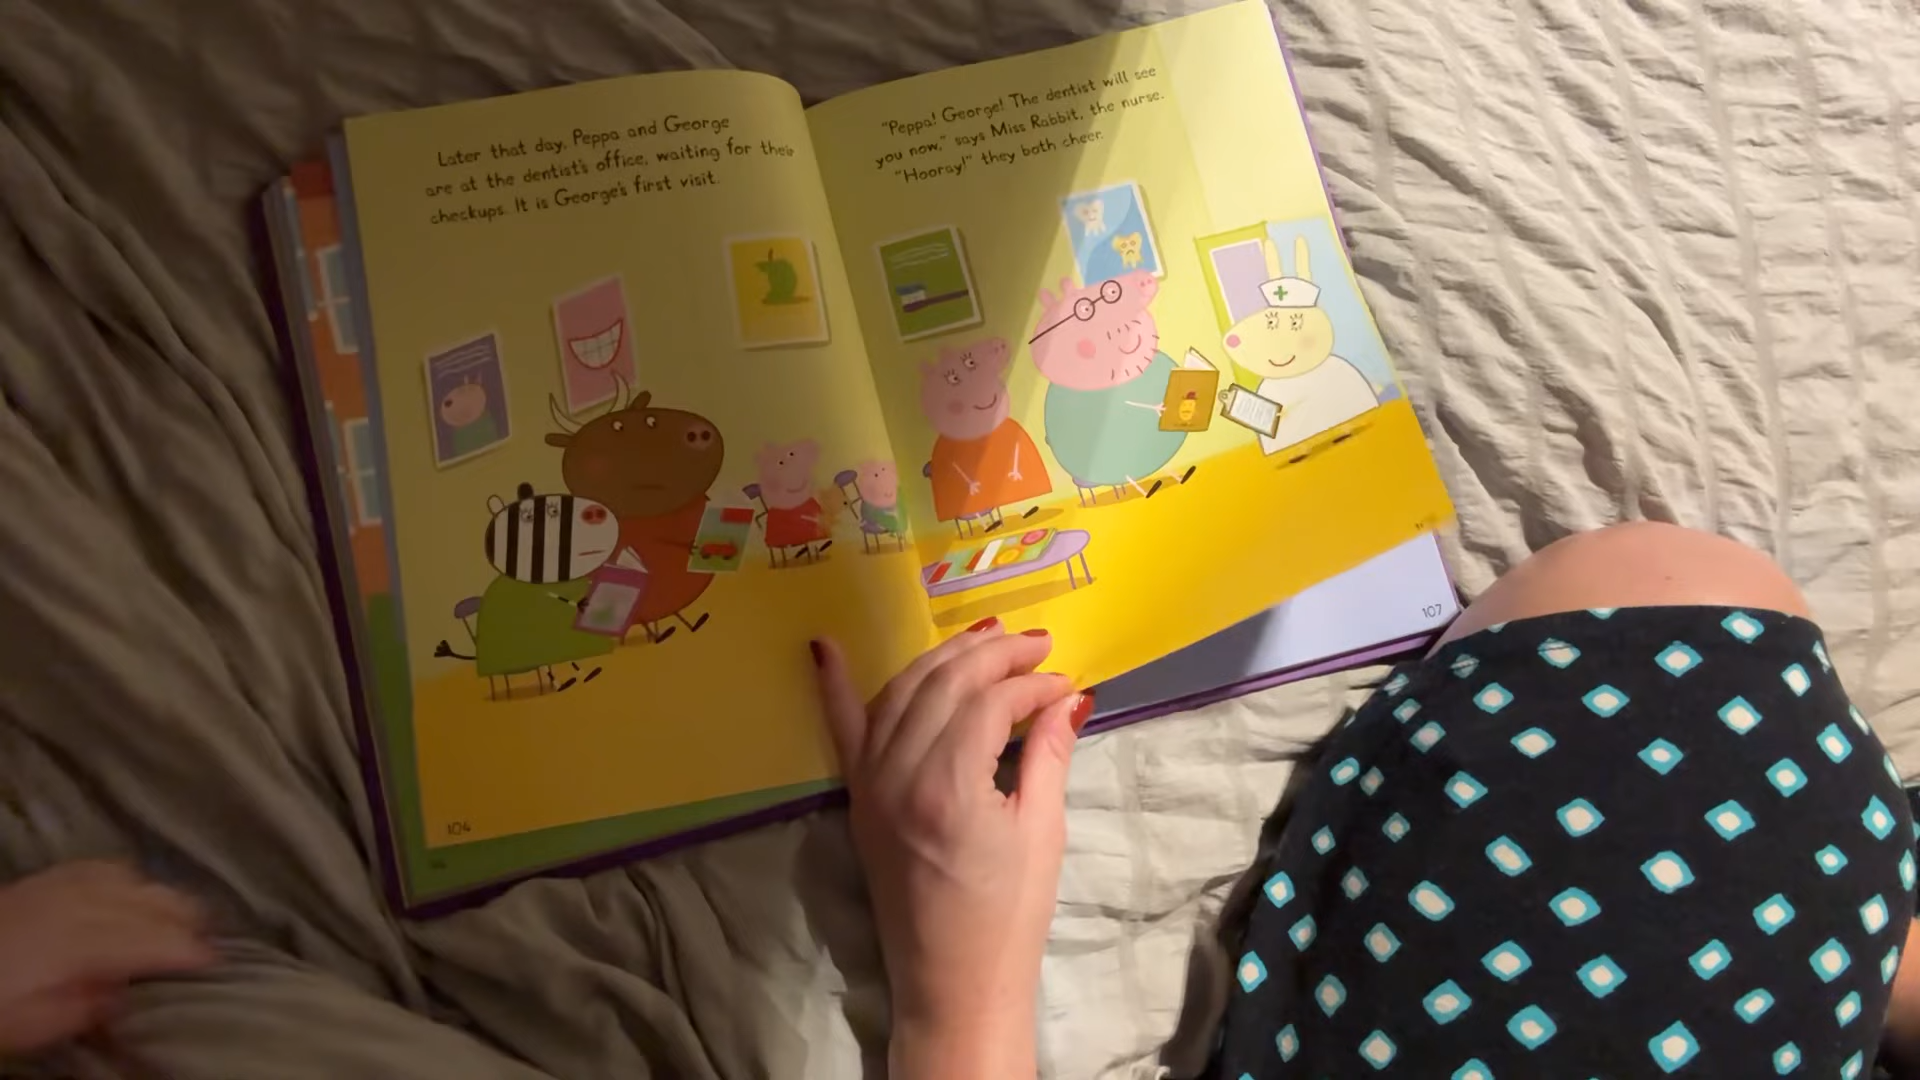 Later that day, Peppa and George
are at the dentist's office, waiting for their
checkups. It is George's first visit.
"Peppa! George! The dentist will see
you now," says Miss Rabbit, the nurse.
"Hooray!" they both cheer.
104
107